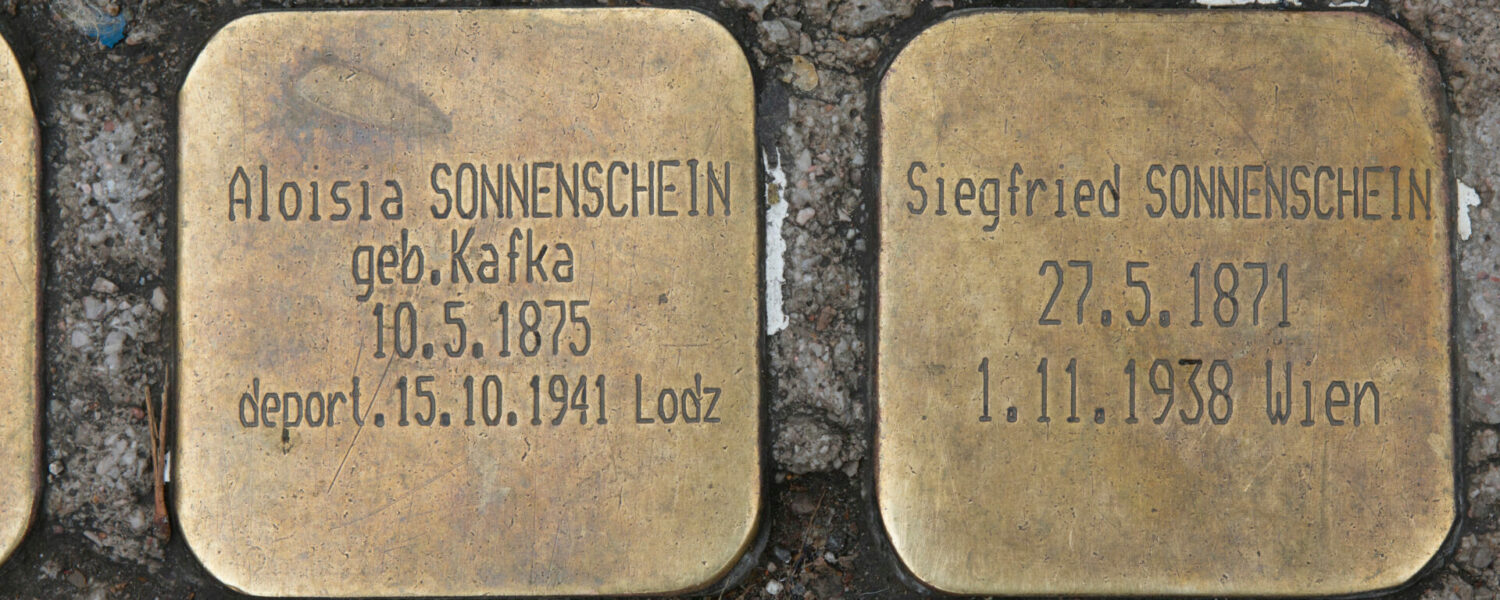 Aloisia SONNENSCHEIN
geb.Kafka
10.5.1875
deport.15.10.1941 Lodz
Siegfried SONNENSCHEIN
27.5.1871
1.11.1938 Wien